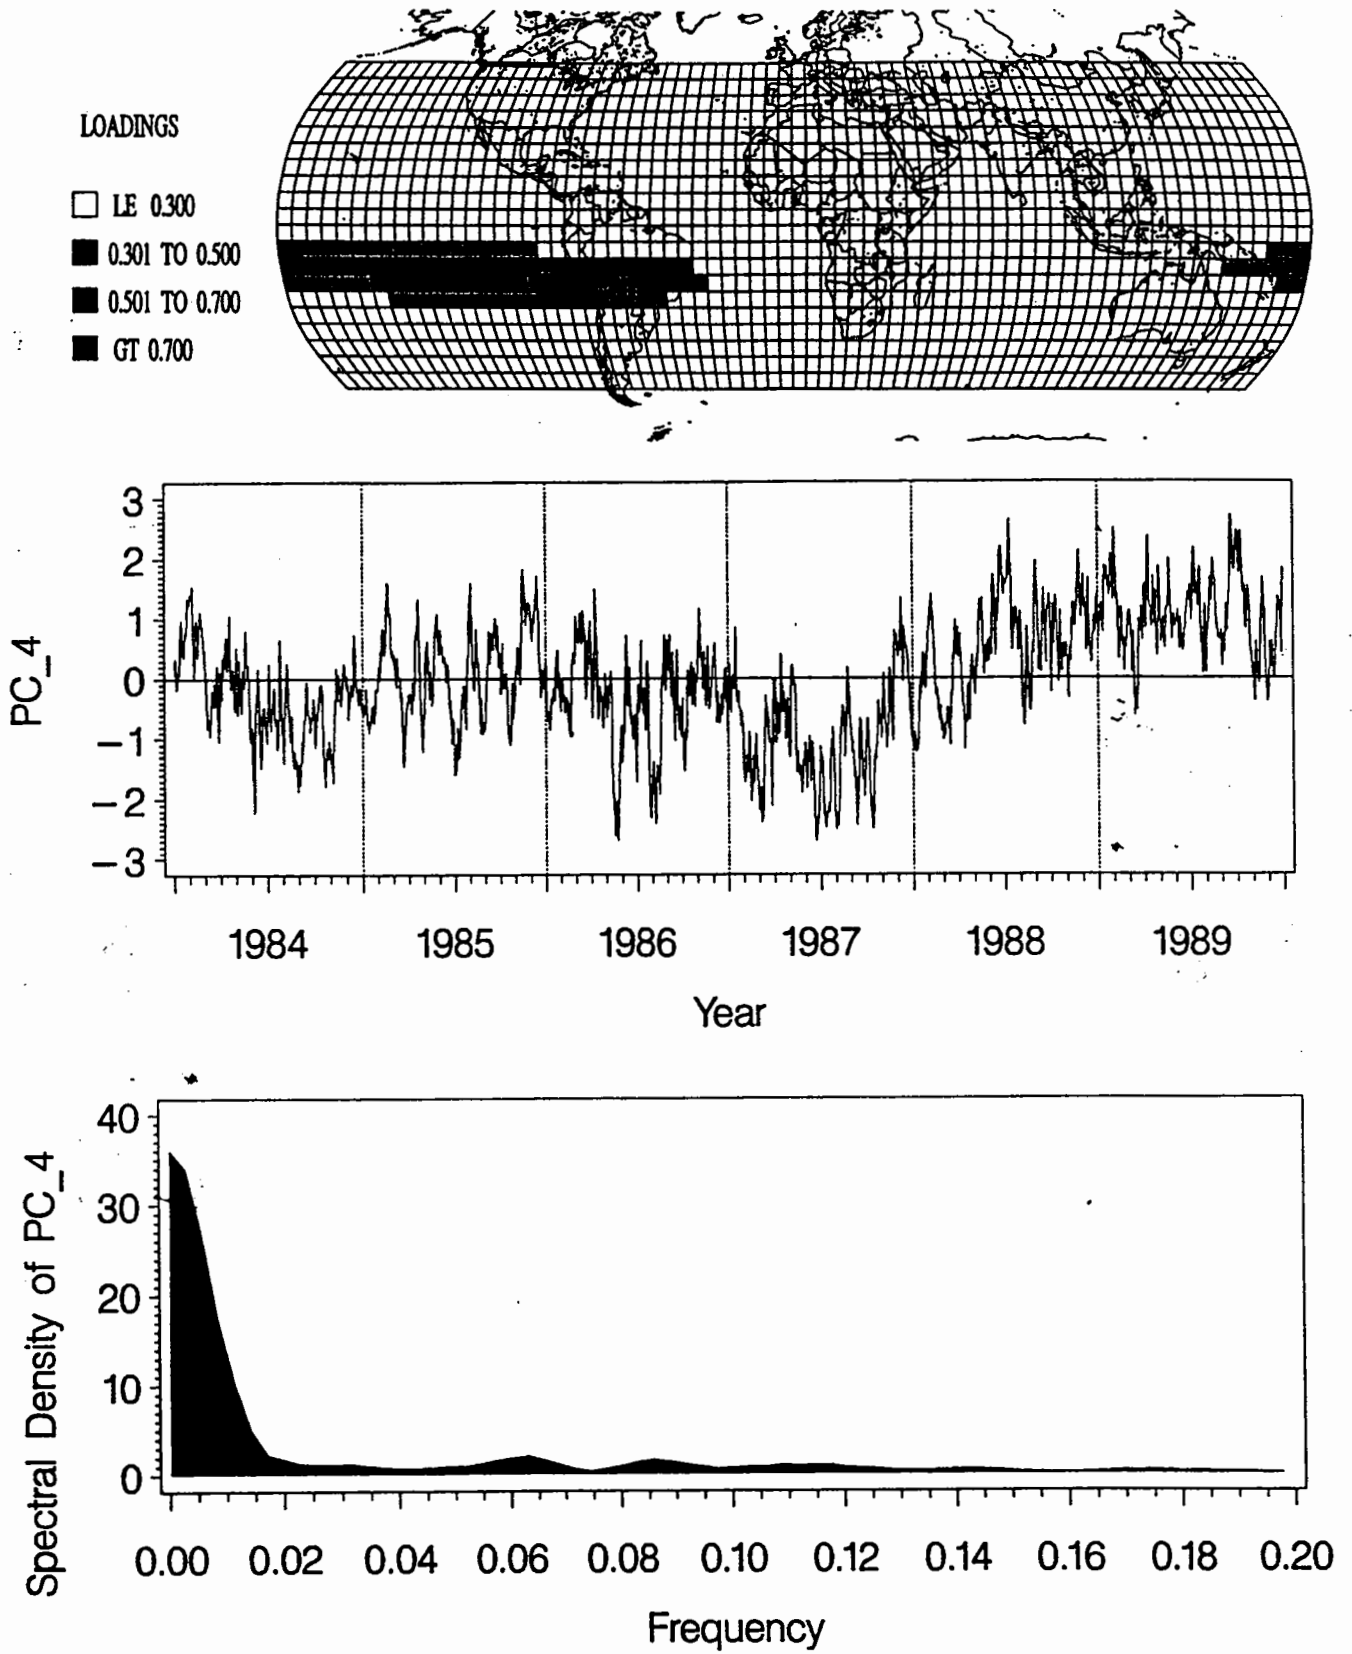 LOADINGS
LE 0.300
0.301 TO 0.500
0.501 TO 0.700
GT 0.700
3
2
1
0
−1
−2
−3
PC_4
1984 1985 1986 1987 1988 1989
Year
40
30
20
10
0
Spectral Density of PC_4
0.00 0.02 0.04 0.06 0.08 0.10 0.12 0.14 0.16 0.18 0.20
Frequency